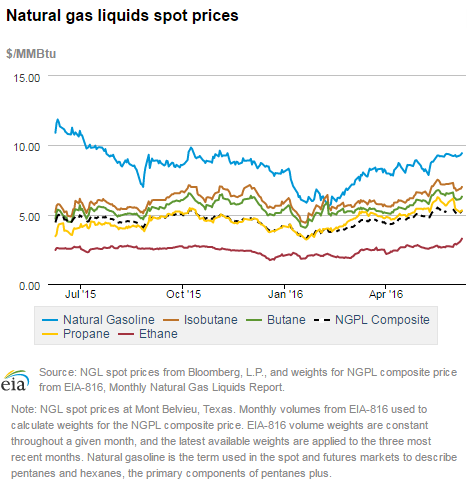 Natural gas liquids spot prices
$/MMBtu
15.00
10.00
5.00
0.00
Jul '15 Oct '15 Jan '16 Apr '16
Natural Gasoline Isobutane Butane NGPL Composite
Propane Ethane
eia
Source: NGL spot prices from Bloomberg, L.P., and weights for NGPL composite price
from EIA-816, Monthly Natural Gas Liquids Report.
Note: NGL spot prices at Mont Belvieu, Texas. Monthly volumes from EIA-816 used to
calculate weights for the NGPL composite price. EIA-816 volume weights are constant
throughout a given month, and the latest available weights are applied to the three most
recent months. Natural gasoline is the term used in the spot and futures markets to describe
pentanes and hexanes, the primary components of pentanes plus.